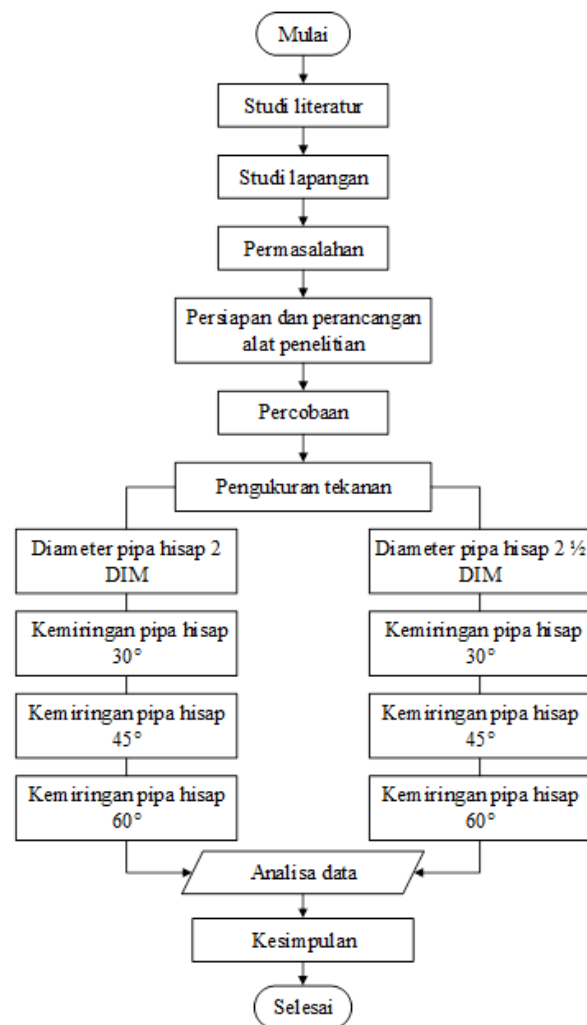 Mulai
Studi literatur
Studi lapangan
Permasalahan
Persiapan dan perancangan
alat penelitian
Percobaan
Pengukuran tekanan
Diameter pipa hisap 2
DIM
Kemiringan pipa hisap
30°
Kemiringan pipa hisap
45°
Kemiringan pipa hisap
60°
Diameter pipa hisap 2 ½
DIM
Kemiringan pipa hisap
30°
Kemiringan pipa hisap
45°
Kemiringan pipa hisap
60°
Analisa data
Kesimpulan
Selesai